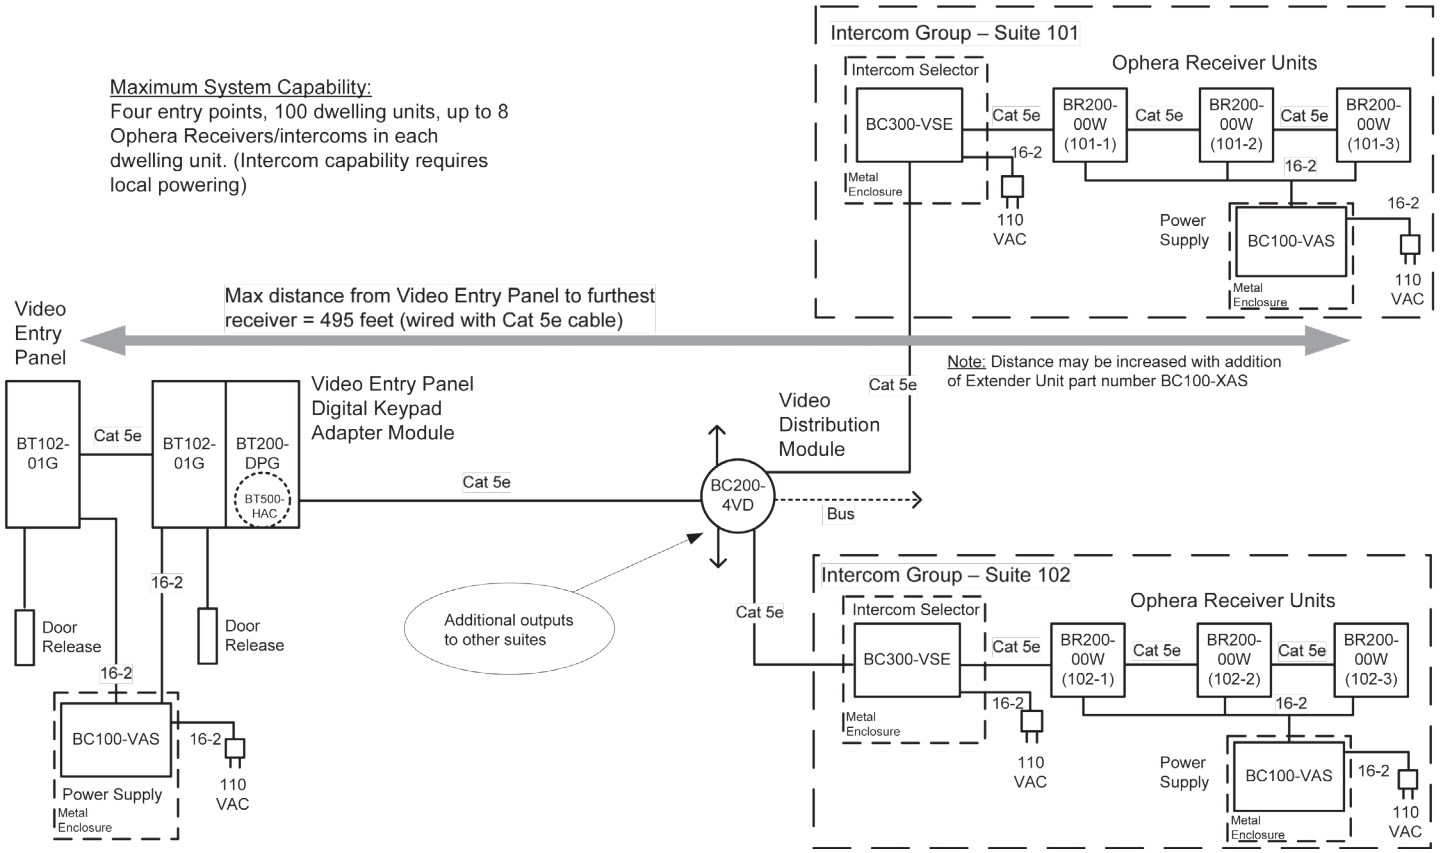 Maximum System Capability:
Four entry points, 100 dwelling units, up to 8
Ophera Receivers/intercoms in each
dwelling unit. (Intercom capability requires
local powering)
Intercom Group – Suite 101
Intercom Selector
Ophera Receiver Units
BC300-VSE
Cat 5e
BR200-
00W
(101-1)
Cat 5e
BR200-
00W
(101-2)
Cat 5e
BR200-
00W
(101-3)
16-2
16-2
Metal
Enclosure
110
VAC
Power
Supply
BC100-VAS
16-2
110
VAC
Metal
Enclosure
Max distance from Video Entry Panel to furthest
receiver = 495 feet (wired with Cat 5e cable)
Note: Distance may be increased with addition
of Extender Unit part number BC100-XAS
Video
Entry
Panel
BT102-
01G
Cat 5e
BT102-
01G
BT200-
DPG
BT500-
HAC
Video Entry Panel
Digital Keypad
Adapter Module
Cat 5e
Cat 5e
Video
Distribution
Module
BC200-
4VD
Bus
Additional outputs
to other suites
Cat 5e
Door
Release
16-2
Door
Release
16-2
BC100-VAS
16-2
110
VAC
Power Supply
Metal
Enclosure
Intercom Group – Suite 102
Intercom Selector
Ophera Receiver Units
BC300-VSE
Cat 5e
BR200-
00W
(102-1)
Cat 5e
BR200-
00W
(102-2)
Cat 5e
BR200-
00W
(102-3)
16-2
16-2
Metal
Enclosure
110
VAC
Power
Supply
BC100-VAS
16-2
110
VAC
Metal
Enclosure